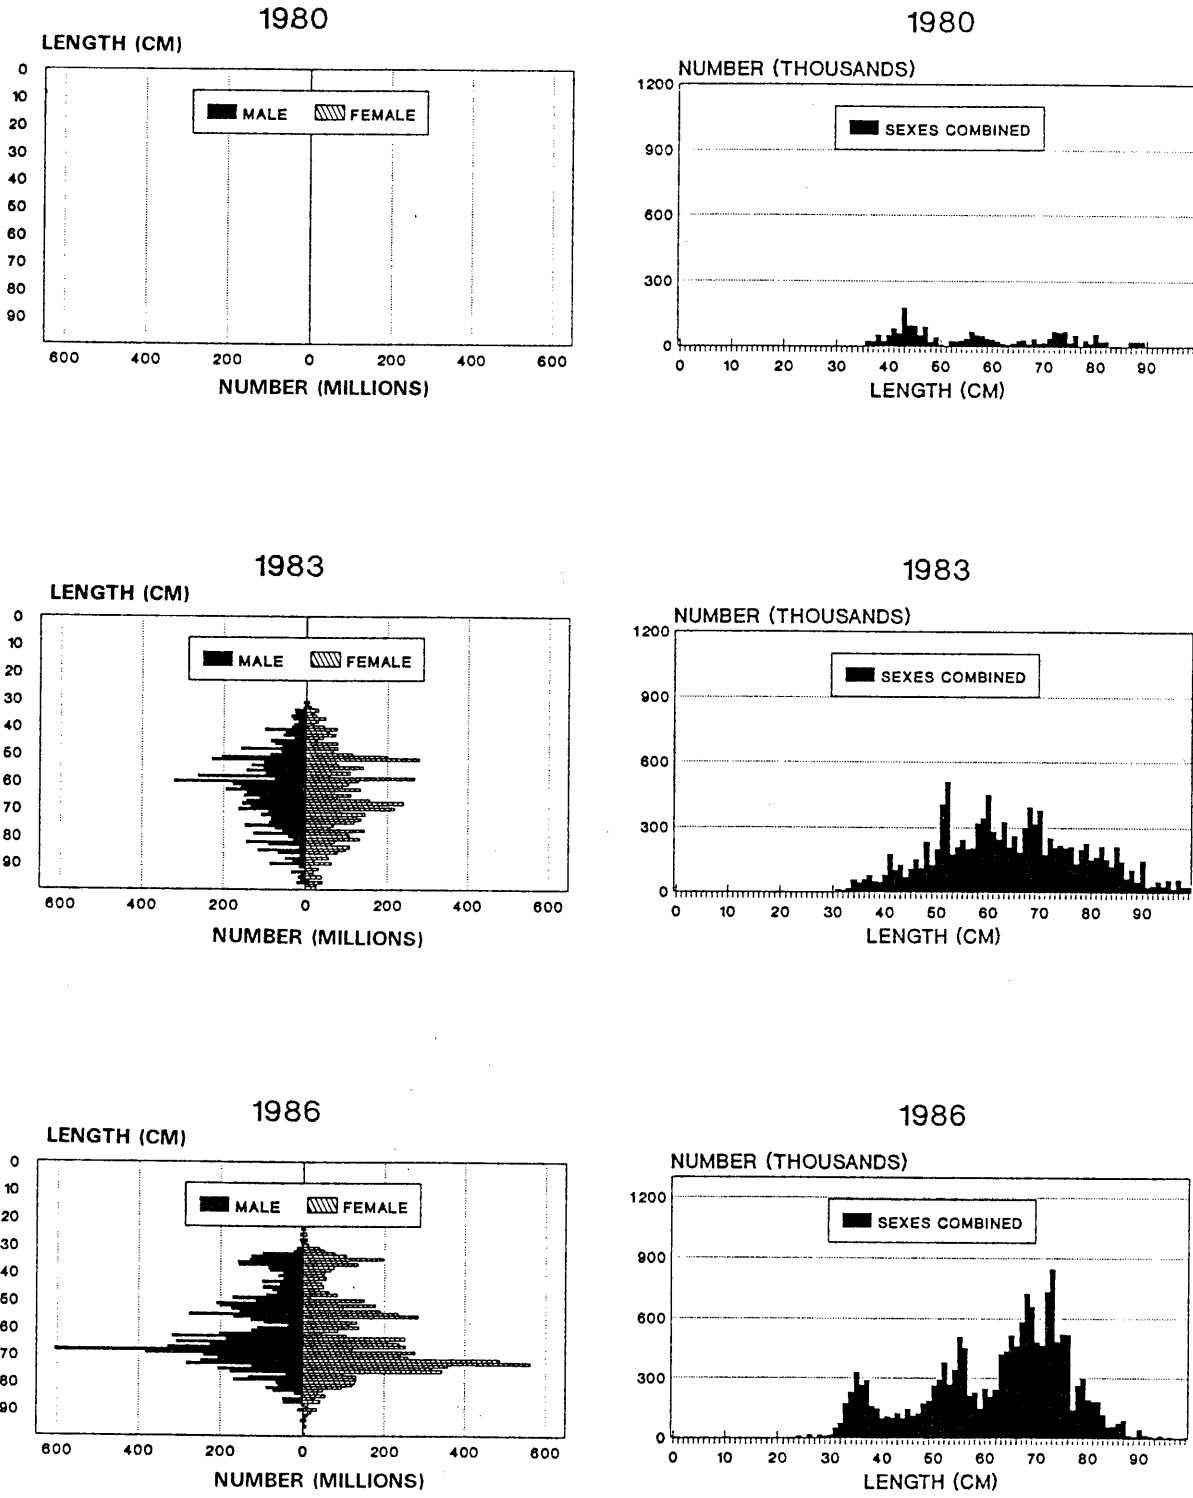 1980
LENGTH (CM)
0
10
20
30
40
50
60
70
80
90
MALE FEMALE
600 400 200 0 200 400 600
NUMBER (MILLIONS)
1980
NUMBER (THOUSANDS)
1200
900
600
300
0
SEXES COMBINED
0 10 20 30 40 50 60 70 80 90
LENGTH (CM)
1983
LENGTH (CM)
0
10
20
30
40
50
60
70
80
90
MALE FEMALE
600 400 200 0 200 400 600
NUMBER (MILLIONS)
1983
NUMBER (THOUSANDS)
1200
900
600
300
0
SEXES COMBINED
0 10 20 30 40 50 60 70 80 90
LENGTH (CM)
1986
LENGTH (CM)
0
10
20
30
40
50
60
70
80
90
MALE FEMALE
600 400 200 0 200 400 600
NUMBER (MILLIONS)
1986
NUMBER (THOUSANDS)
1200
900
600
300
0
SEXES COMBINED
0 10 20 30 40 50 60 70 80 90
LENGTH (CM)